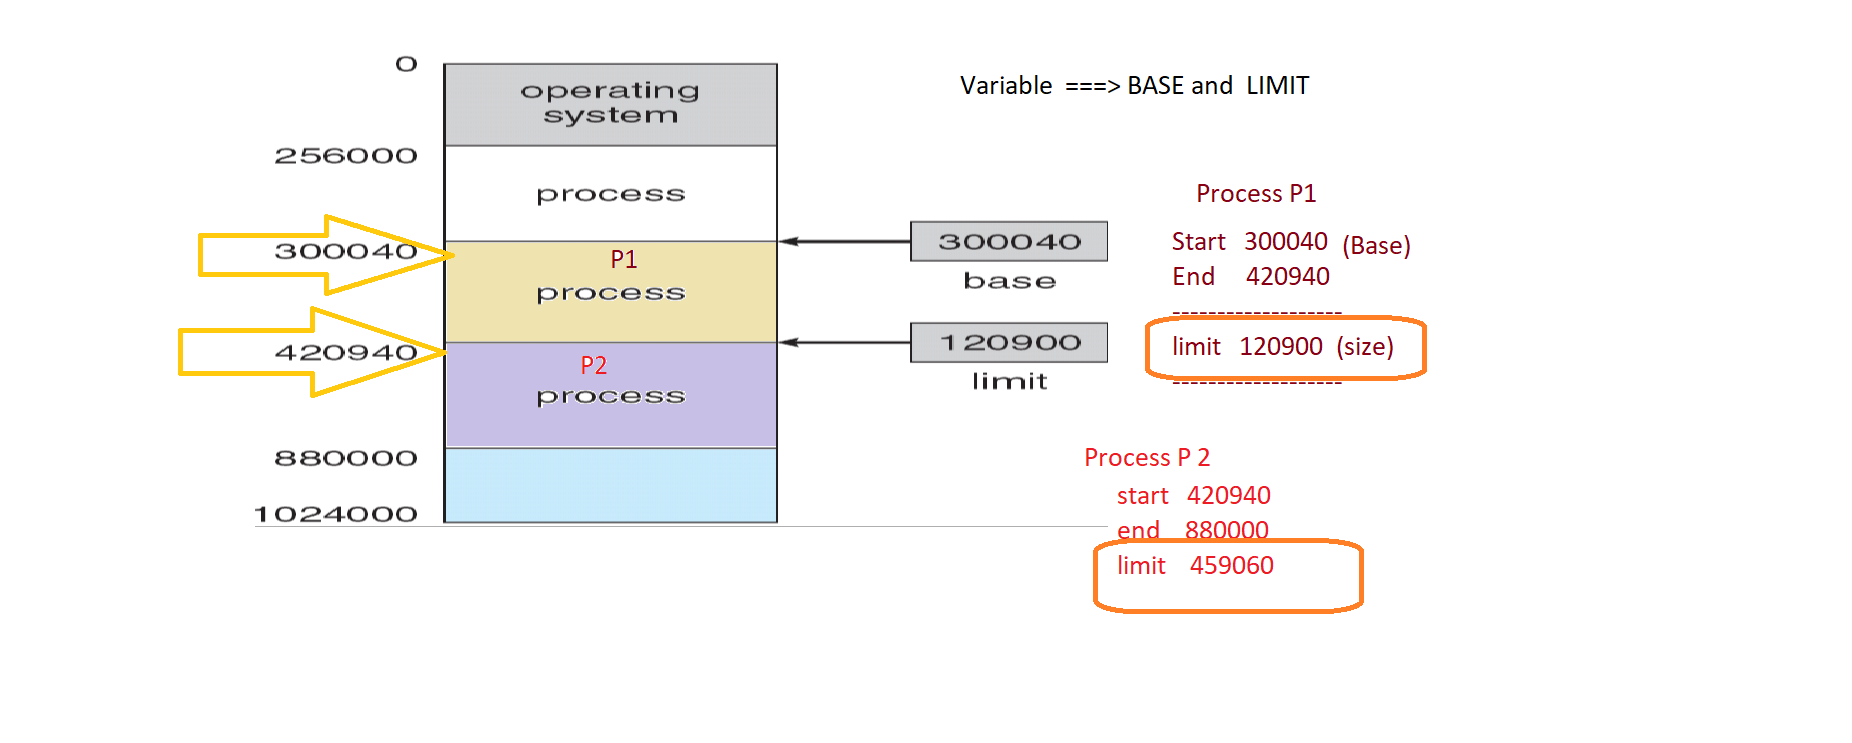 0
operating
system
Variable ===> BASE and LIMIT
256000
process
Process P1
300040
P1
process
300040
base
Start 300040 (Base)
End 420940
--------------------
420940
P2
process
120900
limit
limit 120900 (size)
--------------------
880000
1024000
Process P 2
start 420940
end 880000
limit 459060